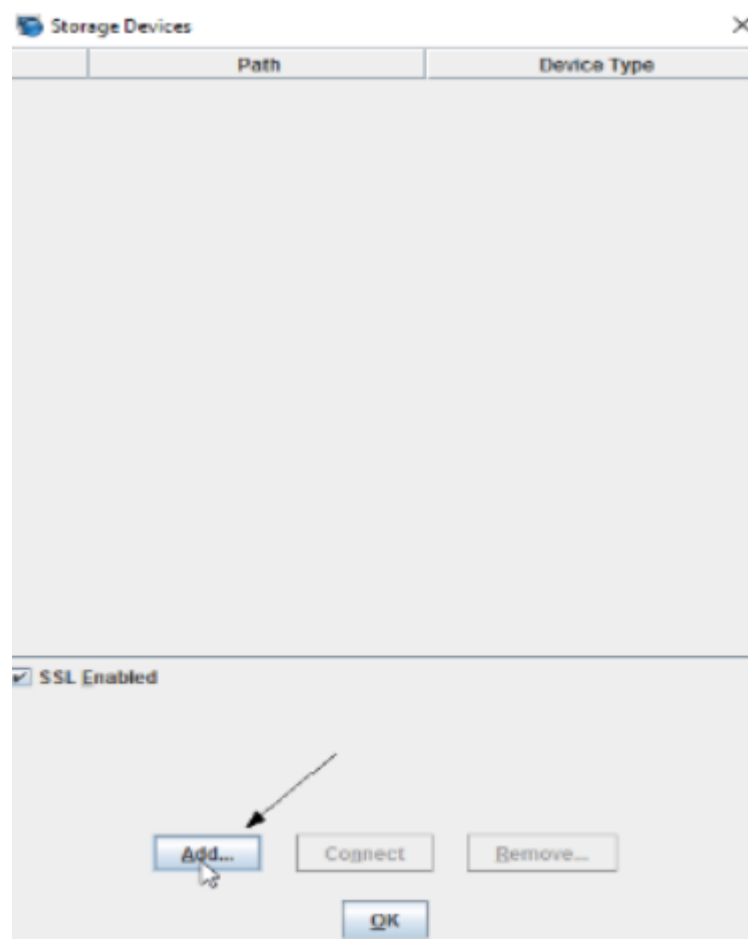 Storage Devices
Path Device Type
SSL Enabled
Add... Connect Remove...
OK